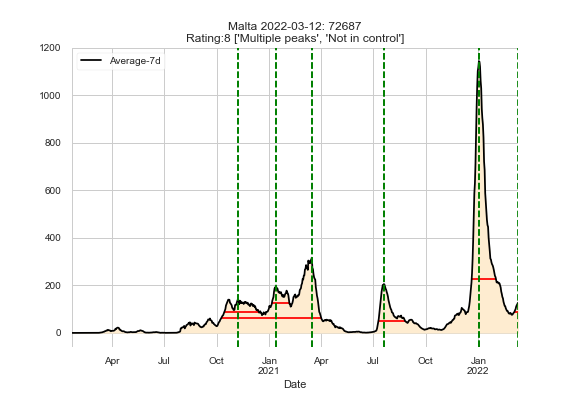 Malta 2022-03-12: 72687
Rating:8 ['Multiple peaks', 'Not in control']
Average-7d
1200
1000
800
600
400
200
0
Apr Jul Oct Jan Apr Jul Oct Jan
2021 2022
Date